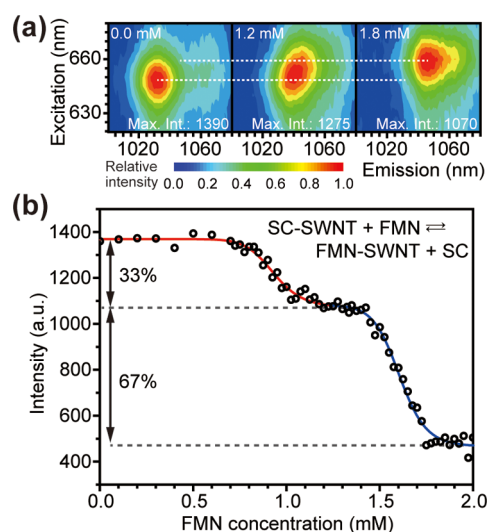 (a)
0.0 mM 1.2 mM 1.8 mM
Excitation (nm)
660
630
Max. Int.: 1390 Max. Int.: 1275 Max. Int.: 1070
1020 1060 1020 1060 1020 1060
Relative intensity
0.0 0.2 0.4 0.6 0.8 1.0
Emission (nm)
(b)
SC-SWNT + FMN ⇌
FMN-SWNT + SC
Intensity (a.u.)
1400
1200
1000
800
600
400
33%
67%
0.0 0.5 1.0 1.5 2.0
FMN concentration (mM)